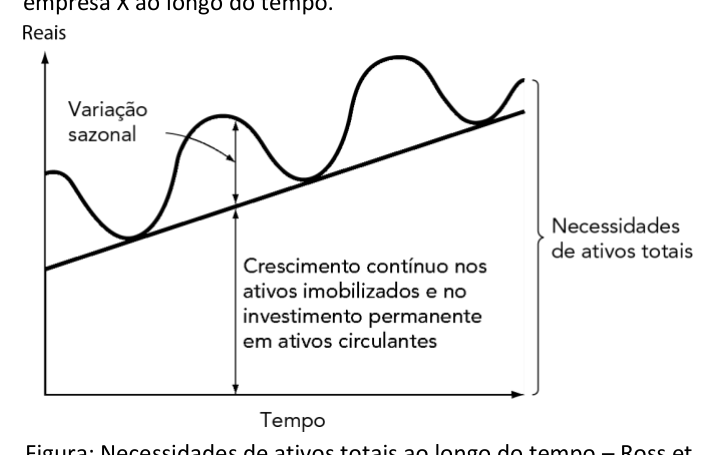 empresa X ao longo do tempo.
Reais
Variação
sazonal
Necessidades
de ativos totais
Crescimento contínuo nos
ativos imobilizados e no
investimento permanente
em ativos circulantes
Tempo
Figura: Necessidades de ativos totais ao longo do tempo – Ross et